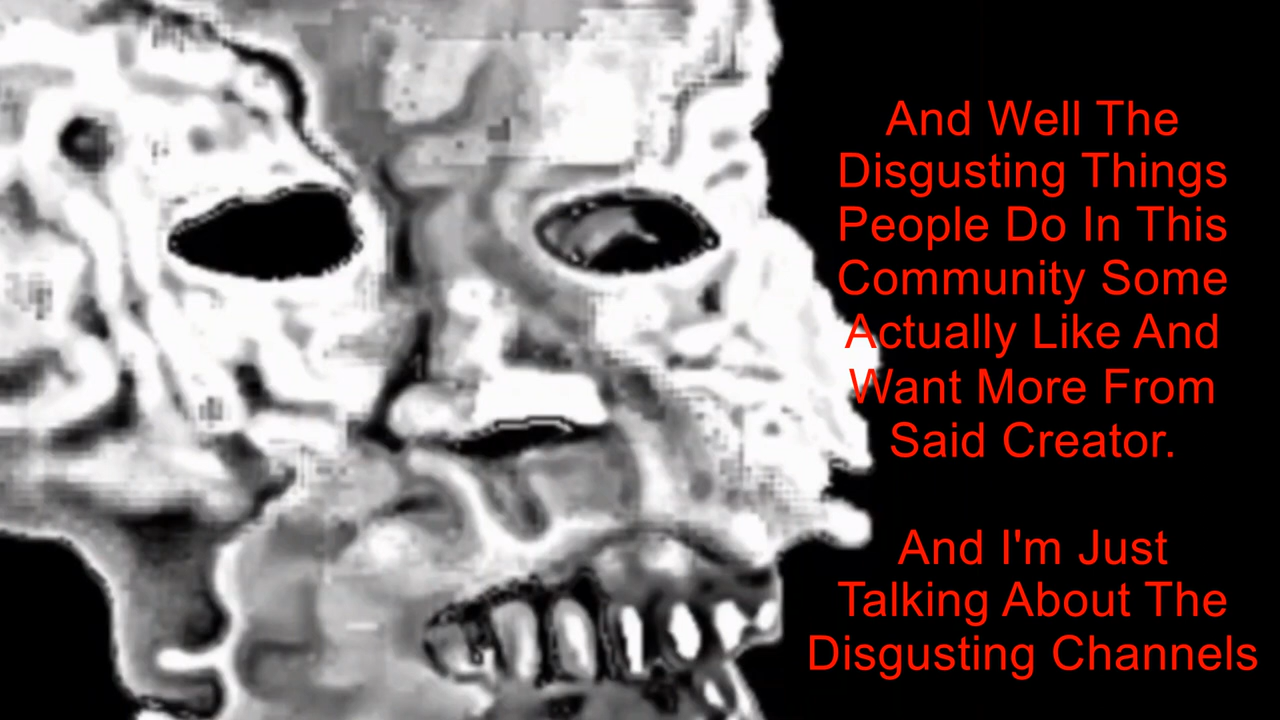 And Well The
Disgusting Things
People Do In This
Community Some
Actually Like And
Want More From
Said Creator.
And I'm Just
Talking About The
Disgusting Channels